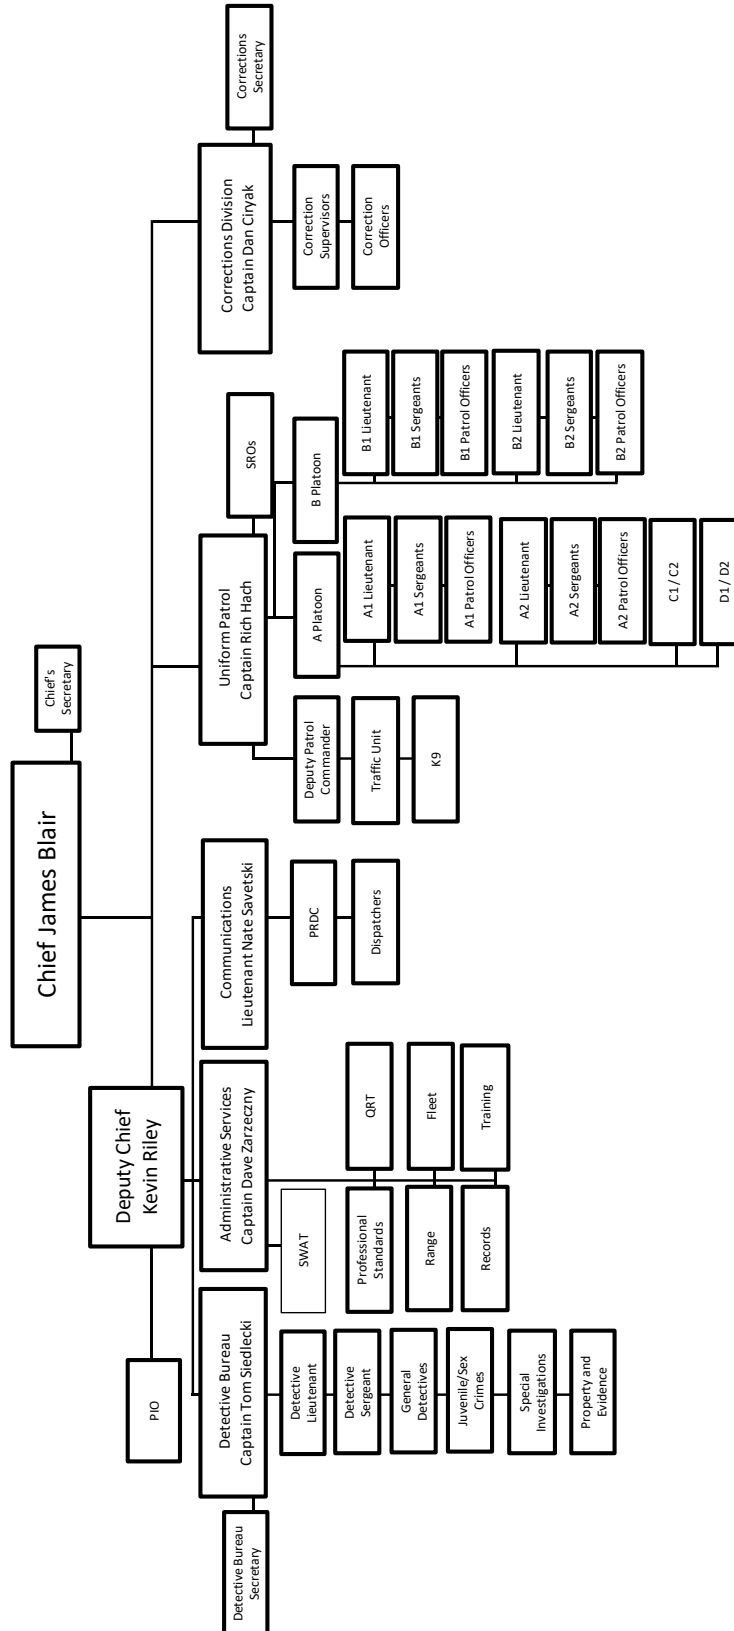 Chief James Blair
Chief's
Secretary
Deputy Chief
Kevin Riley
PIO
Detective Bureau
Secretary
Detective Bureau
Captain Tom Siedlecki
Detective
Lieutenant
Detective
Sergeant
General
Detectives
Juvenile/Sex
Crimes
Special
Investigations
Property and
Evidence
Administrative Services
Captain Dave Zarzeczny
SWAT
Professional
Standards
QRT
Range
Fleet
Records
Training
Communications
Lieutenant Nate Savetski
PRDC
Dispatchers
Uniform Patrol
Captain Rich Hach
SROs
Deputy Patrol
Commander
Traffic Unit
K9
A Platoon
A1 Lieutenant
A1 Sergeants
A1 Patrol Officers
A2 Lieutenant
A2 Sergeants
A2 Patrol Officers
C1 / C2
D1 / D2
B Platoon
B1 Lieutenant
B1 Sergeants
B1 Patrol Officers
B2 Lieutenant
B2 Sergeants
B2 Patrol Officers
Corrections Division
Captain Dan Ciryak
Corrections
Secretary
Correction
Supervisors
Correction
Officers